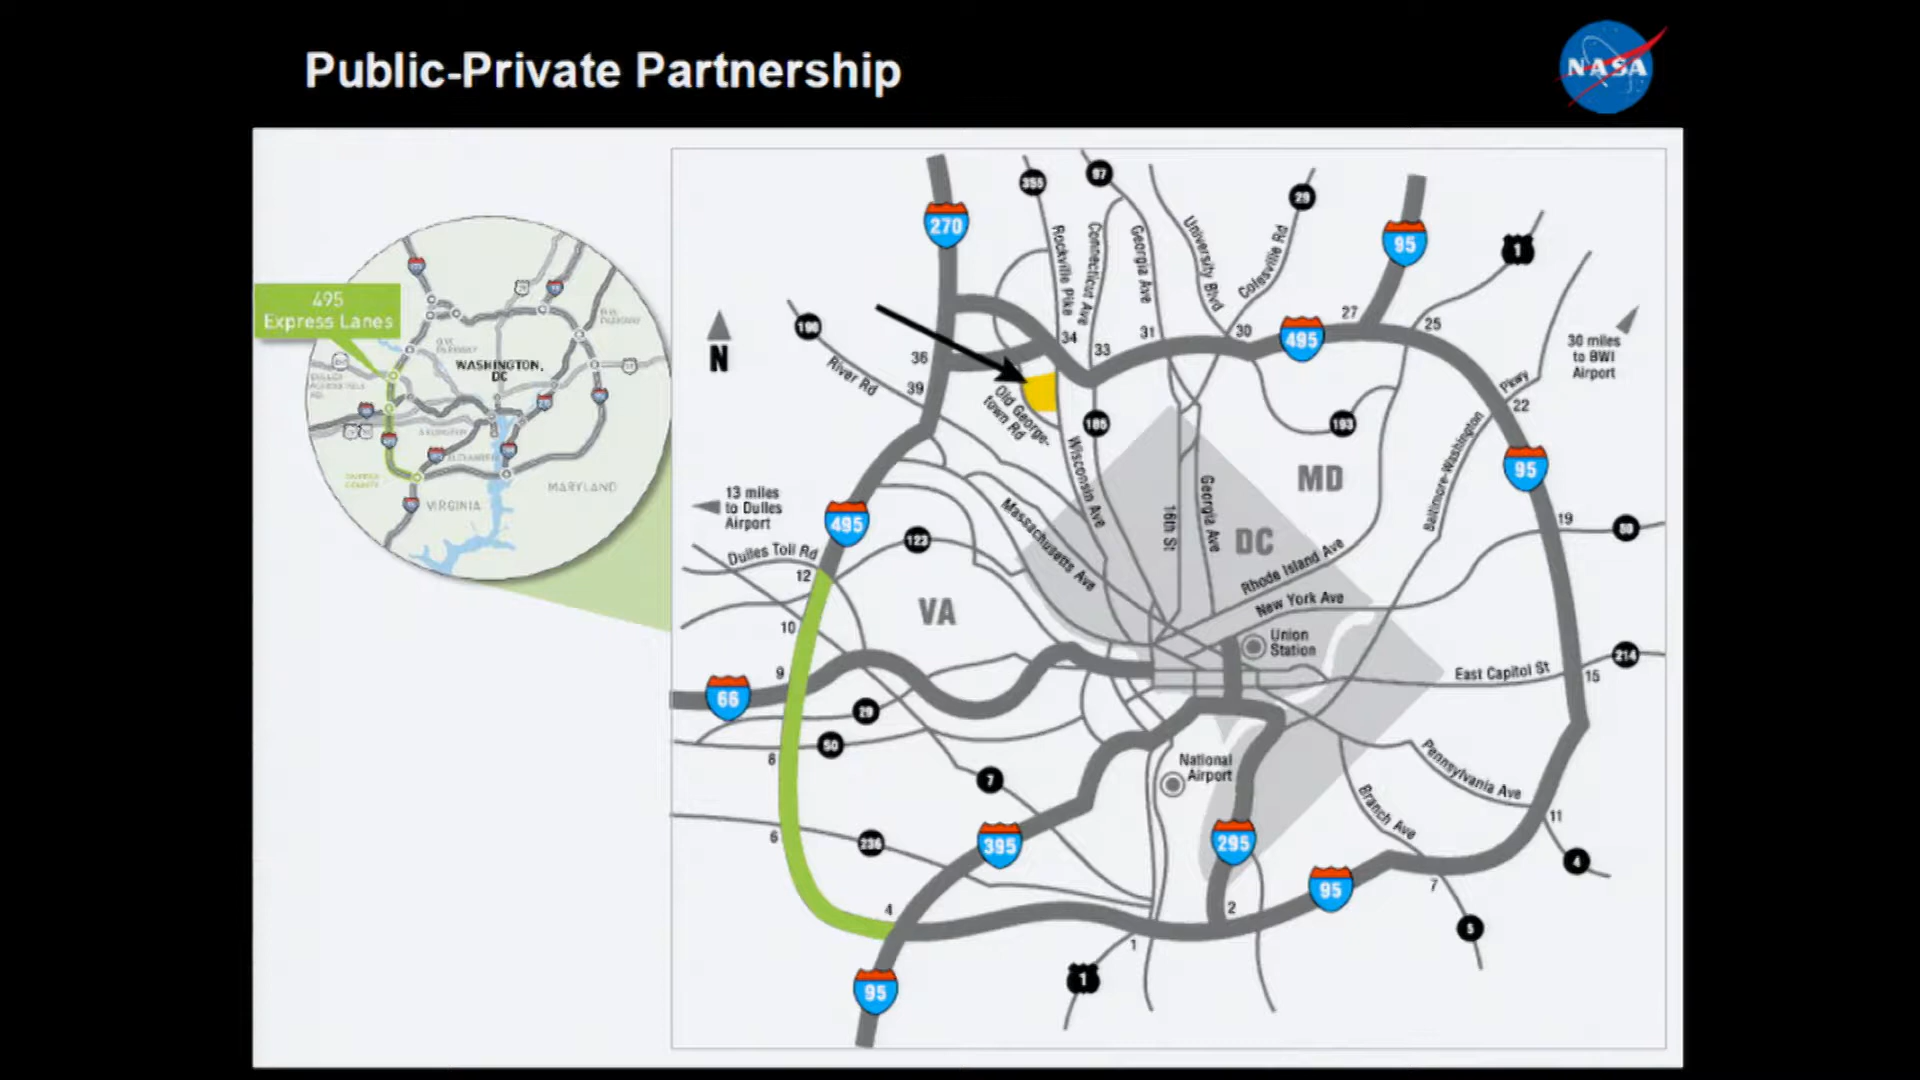 Public-Private Partnership
NASA
495
Express Lanes
WASHINGTON,
DC
VIRGINIA
MARYLAND
N
13 miles
to Dulles
Airport
30 miles
to BWI
Airport
270
355
97
29
95
1
Rockville Pike
Connecticut Ave
Georgia Ave
University Blvd
Colesville Rd
190
River Rd
36
39
34
33
31
30
495
27
25
Old George-
town Rd
185
193
Baltimore-Washington
Pkwy
22
95
MD
Wisconsin Ave
Massachusetts Ave
16th St
Georgia Ave
DC
Rhode Island Ave
New York Ave
19
495
123
Dulles Toll Rd
12
VA
10
9
66
29
50
8
Union
Station
East Capitol St
214
15
National
Airport
7
Pennsylvania Ave
Branch Ave
11
4
6
236
395
295
95
7
5
4
2
1
1
95